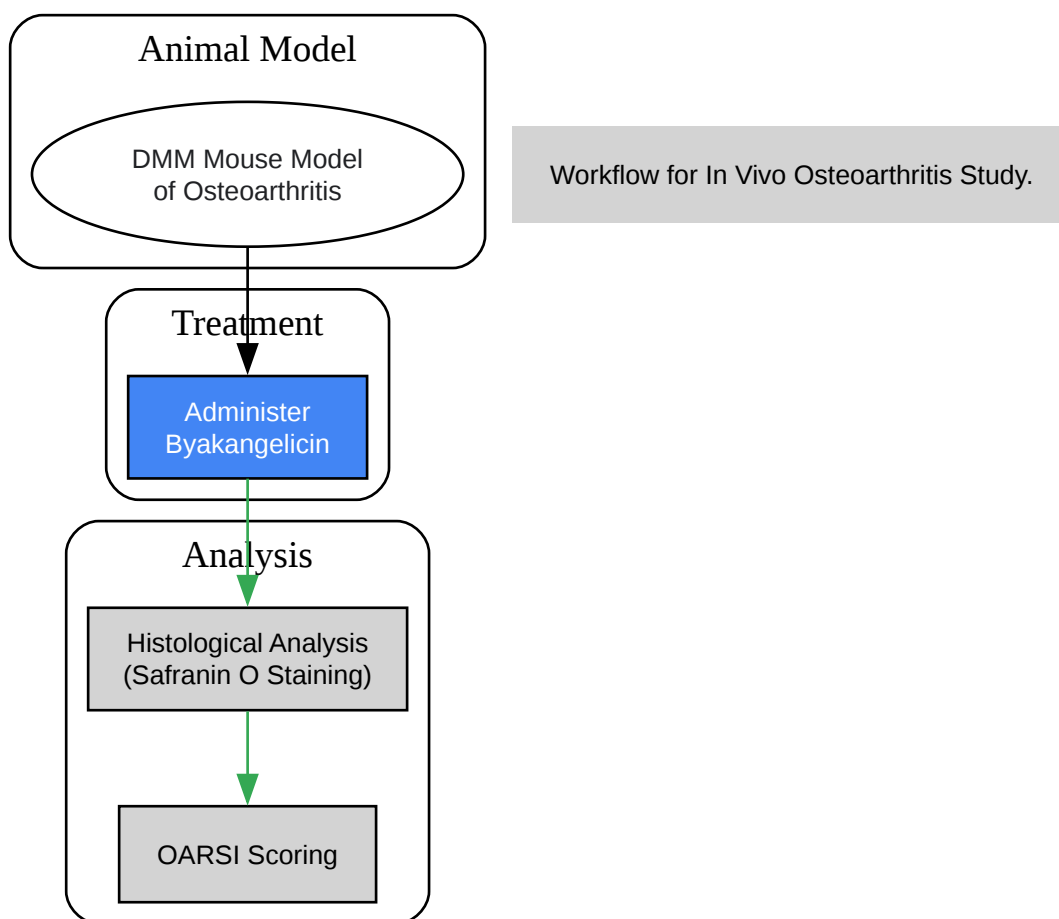 Animal Model
DMM Mouse Model
of Osteoarthritis
Workflow for In Vivo Osteoarthritis Study.
Treatment
Administer
Byakangelicin
Analysis
Histological Analysis
(Safranin O Staining)
OARSI Scoring